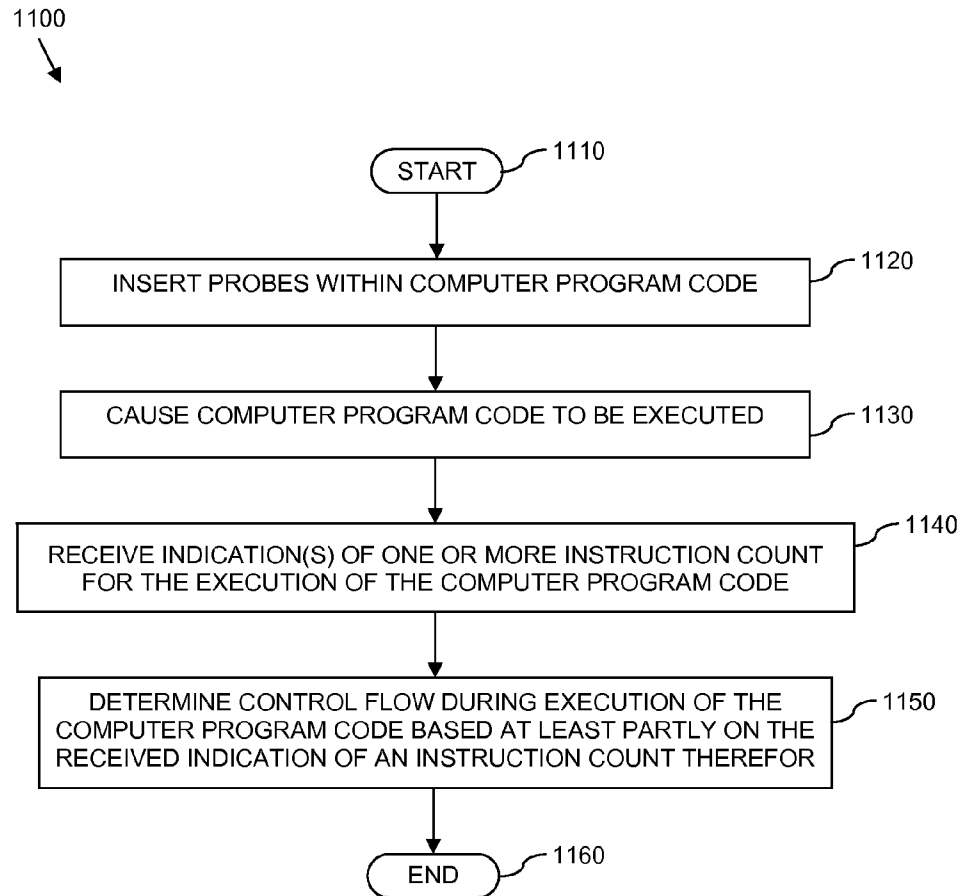 1100
START
1110
INSERT PROBES WITHIN COMPUTER PROGRAM CODE
1120
CAUSE COMPUTER PROGRAM CODE TO BE EXECUTED
1130
RECEIVE INDICATION(S) OF ONE OR MORE INSTRUCTION COUNT
FOR THE EXECUTION OF THE COMPUTER PROGRAM CODE
1140
DETERMINE CONTROL FLOW DURING EXECUTION OF THE
COMPUTER PROGRAM CODE BASED AT LEAST PARTLY ON THE
RECEIVED INDICATION OF AN INSTRUCTION COUNT THEREFOR
1150
END
1160